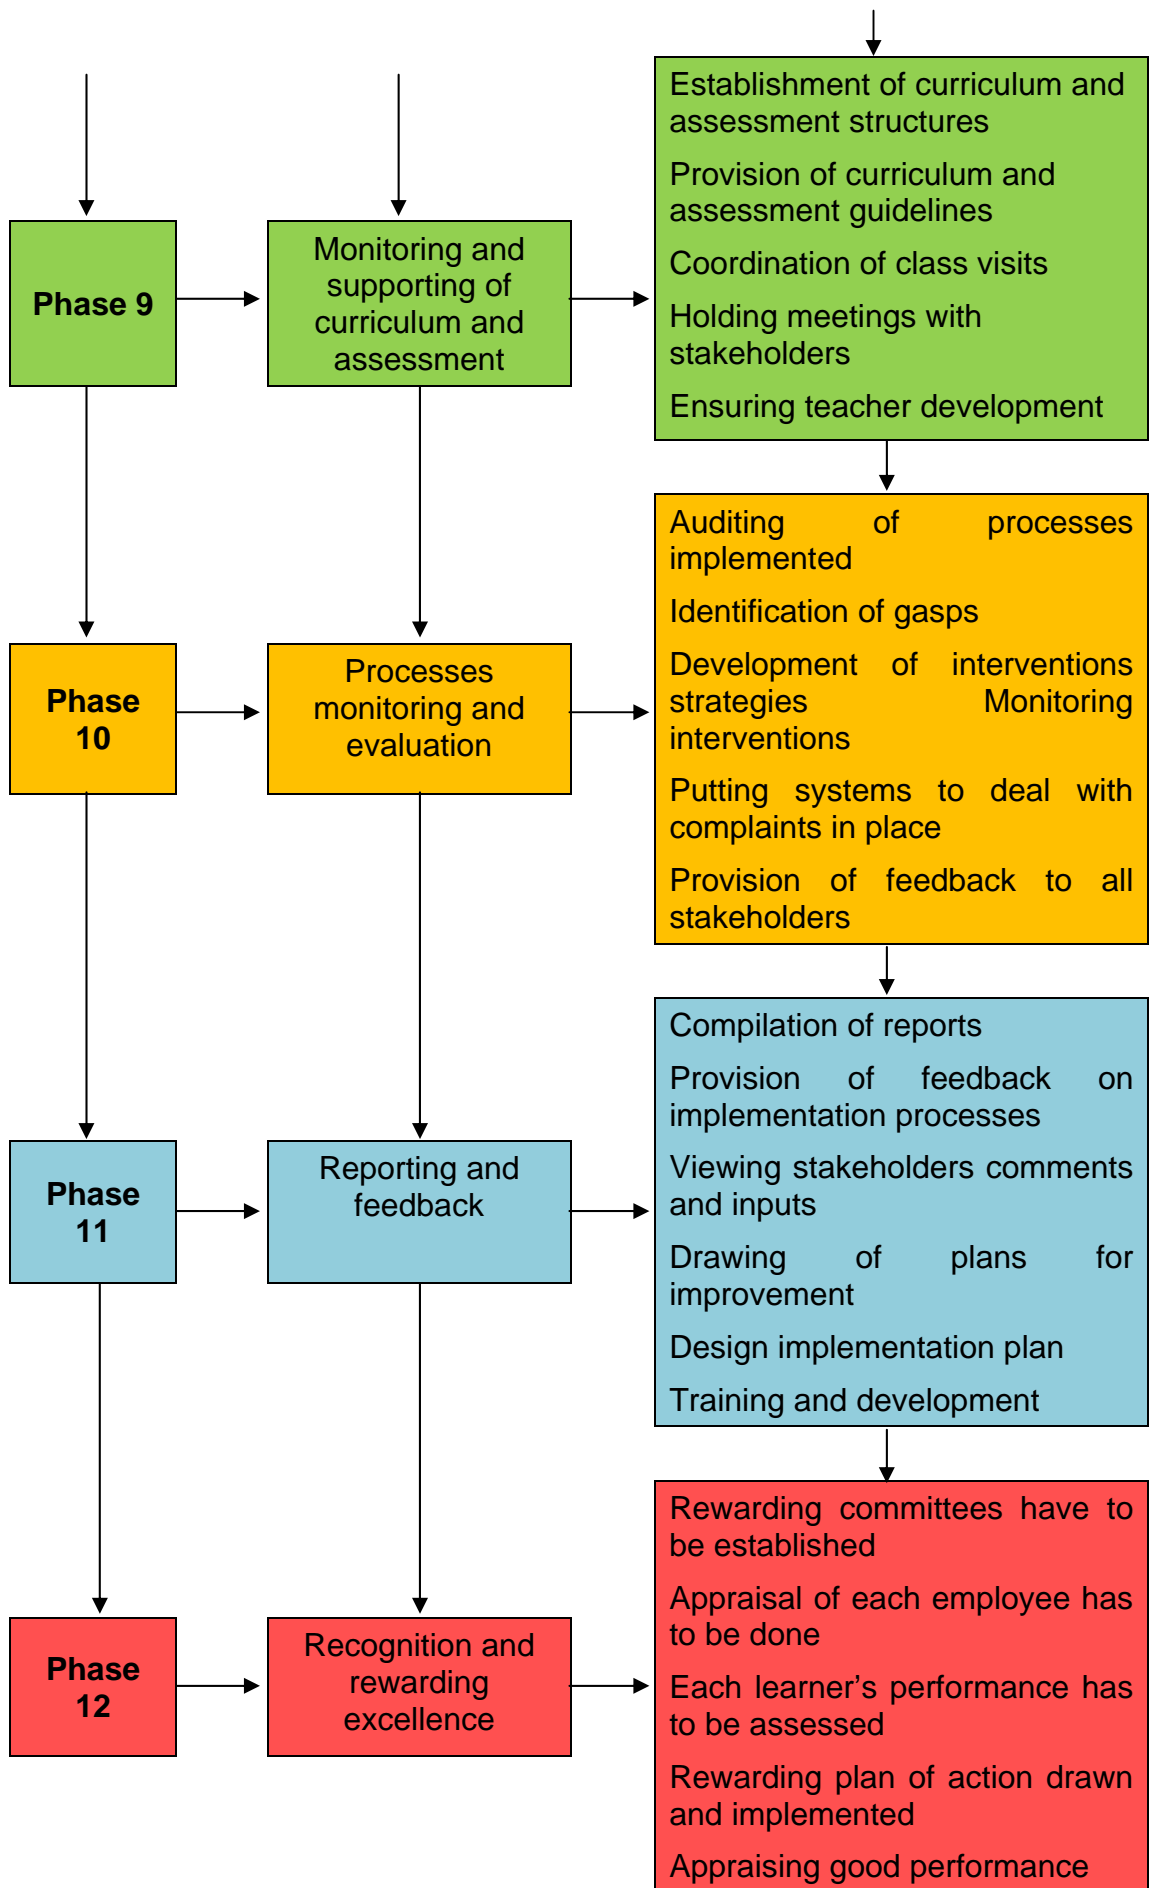 Phase 9
Monitoring and
supporting of
curriculum and
assessment
Establishment of curriculum and
assessment structures
Provision of curriculum and
assessment guidelines
Coordination of class visits
Holding meetings with
stakeholders
Ensuring teacher development
Phase
10
Processes
monitoring and
evaluation
Auditing of processes
implemented
Identification of gasps
Development of interventions
strategies Monitoring
interventions
Putting systems to deal with
complaints in place
Provision of feedback to all
stakeholders
Phase
11
Reporting and
feedback
Compilation of reports
Provision of feedback on
implementation processes
Viewing stakeholders comments
and inputs
Drawing of plans for
improvement
Design implementation plan
Training and development
Phase
12
Recognition and
rewarding
excellence
Rewarding committees have to
be established
Appraisal of each employee has
to be done
Each learner’s performance has
to be assessed
Rewarding plan of action drawn
and implemented
Appraising good performance